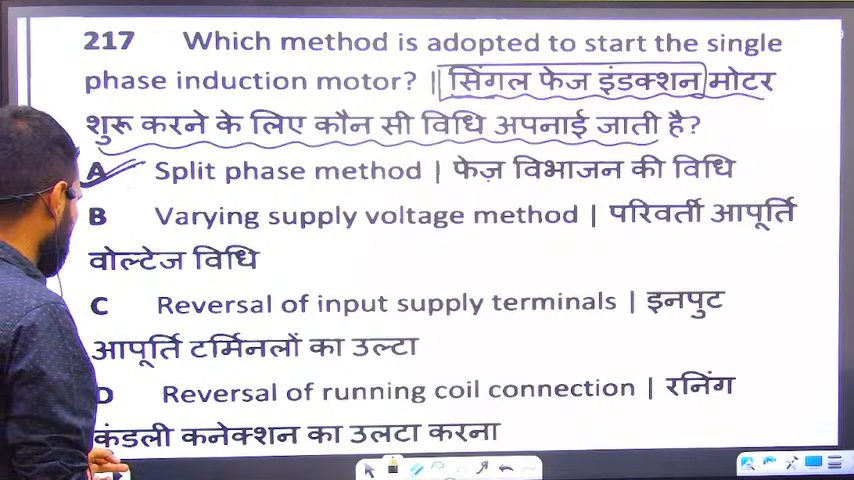 217 Which method is adopted to start the single
phase induction motor? | सिंगल फेज इंडक्शन मोटर
शुरू करने के लिए कौन सी विधि अपनाई जाती है?
A Split phase method | फेज़ विभाजन की विधि
B Varying supply voltage method | परिवर्ती आपूर्ति
वोल्टेज विधि
C Reversal of input supply terminals | इनपुट
आपूर्ति टर्मिनलों का उल्टा
D Reversal of running coil connection | रनिंग
कंडली कनेक्शन का उलटा करना